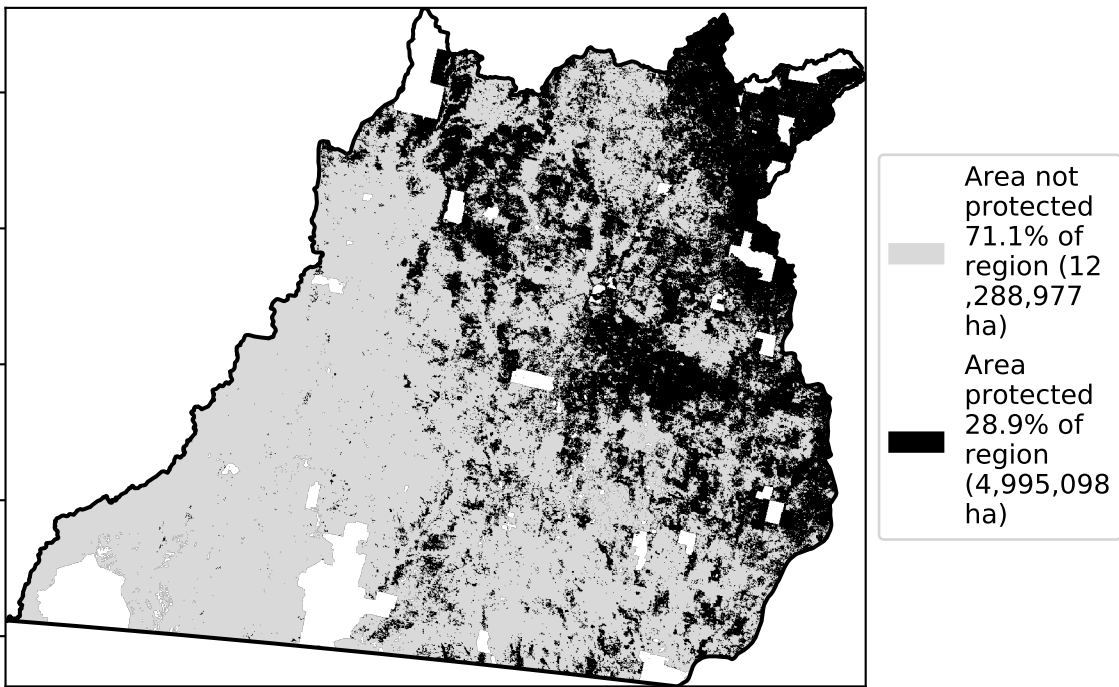 Area not
protected
71.1% of
region (12
,288,977
ha)
Area
protected
28.9% of
region
(4,995,098
ha)